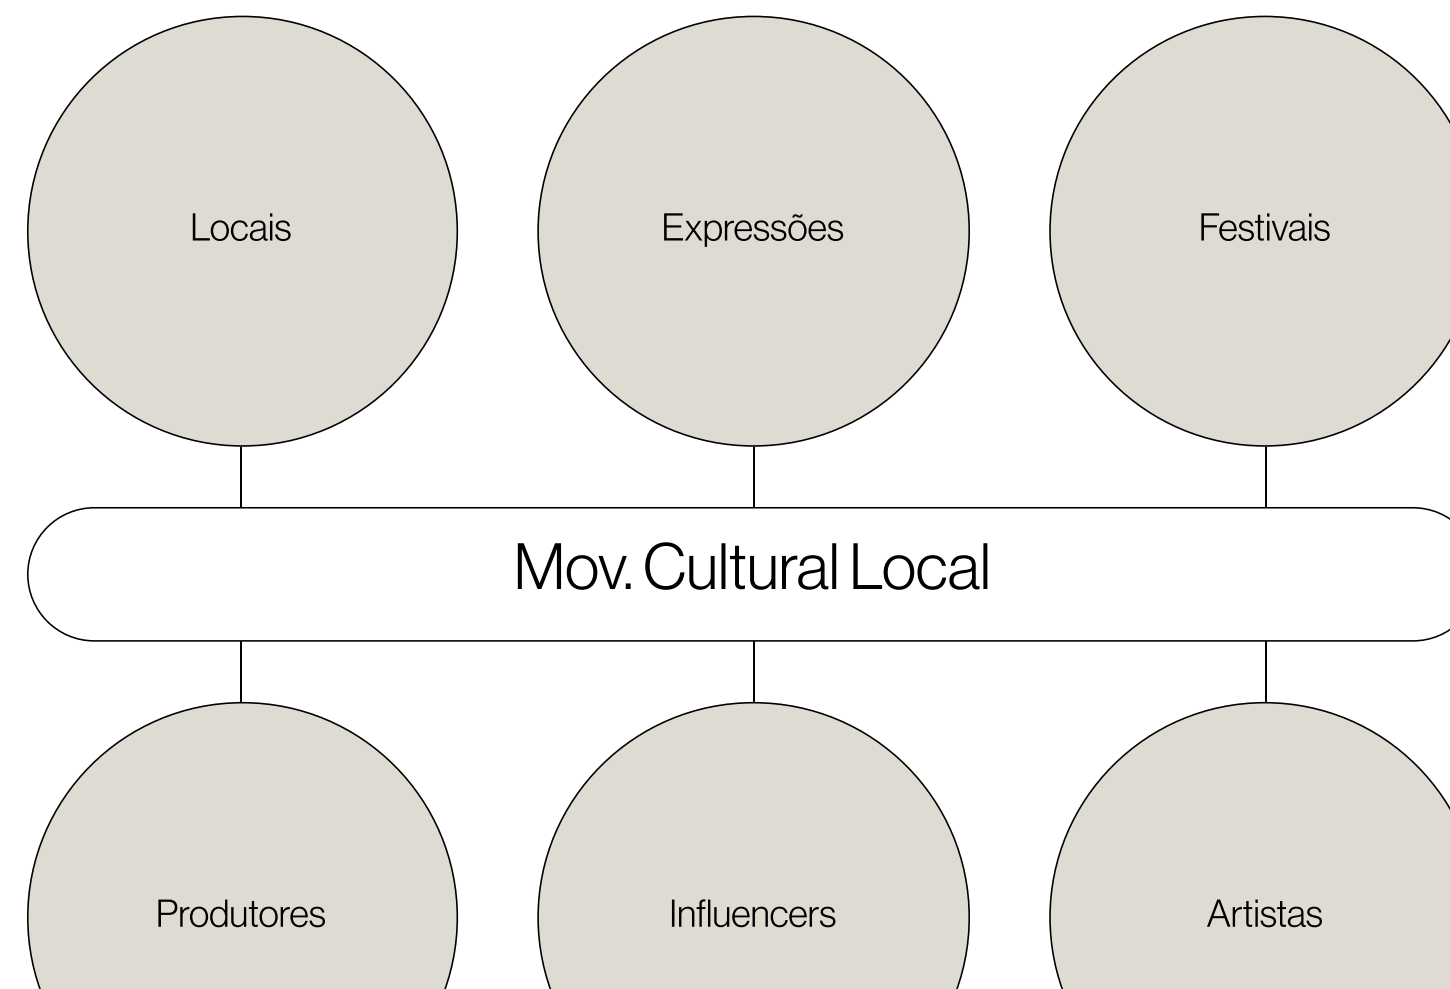 Locais
Expressões
Festivais
Mov. Cultural Local
Produtores
Influencers
Artistas